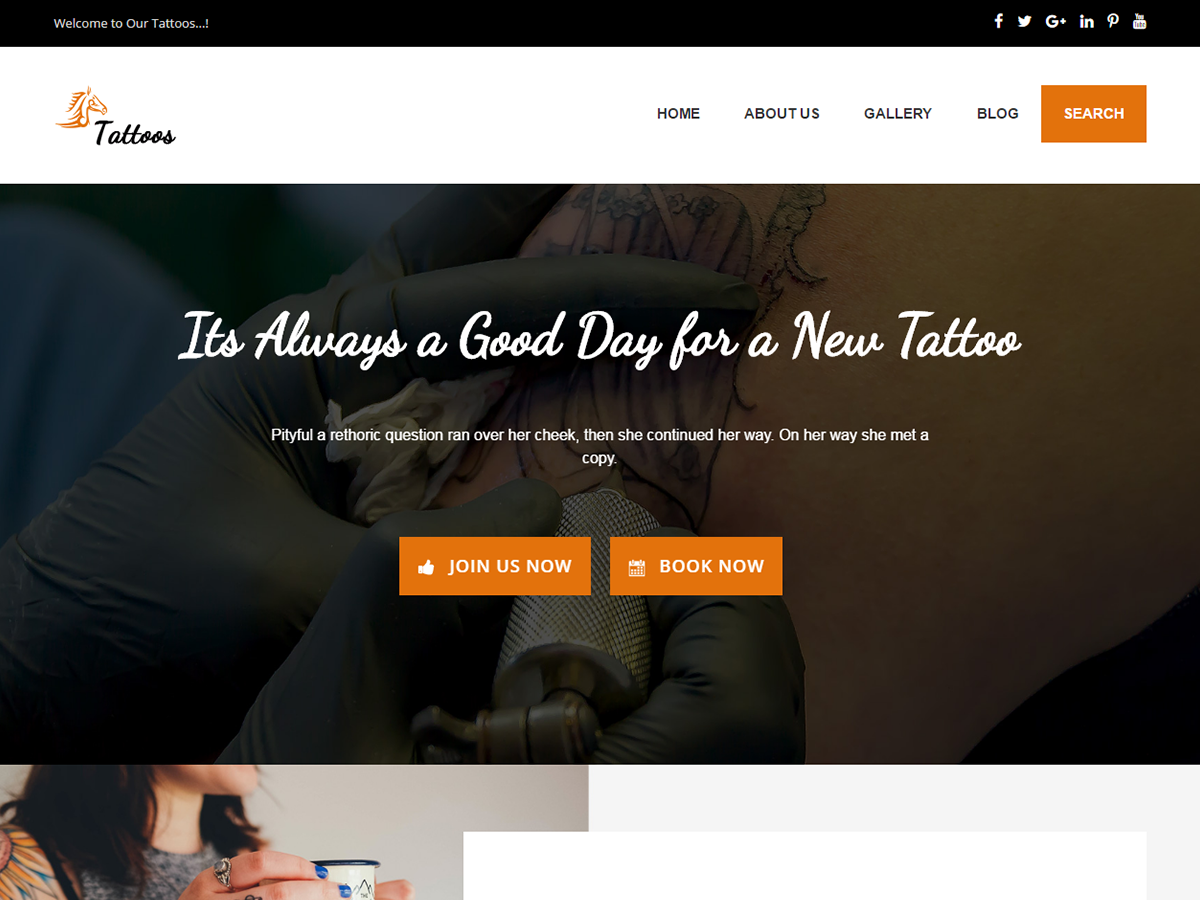 Welcome to Our Tattoos...!
Tattoos
HOME ABOUT US GALLERY BLOG SEARCH
Its Always a Good Day for a New Tattoo
Pityful a rethoric question ran over her cheek, then she continued her way. On her way she met a
copy.
JOIN US NOW BOOK NOW
THE